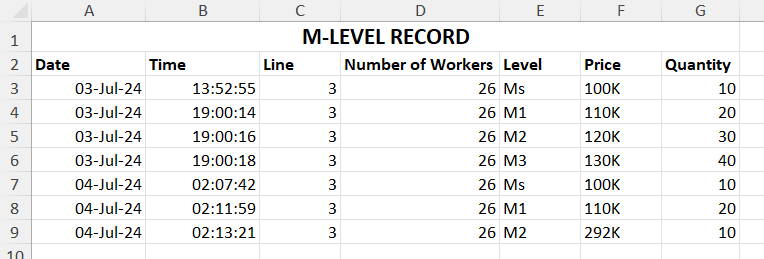 A B C D E F G
1 M-LEVEL RECORD
2 Date Time Line Number of Workers Level Price Quantity
3 03-Jul-24 13:52:55 3 26 Ms 100K 10
4 03-Jul-24 19:00:14 3 26 M1 110K 20
5 03-Jul-24 19:00:16 3 26 M2 120K 30
6 03-Jul-24 19:00:18 3 26 M3 130K 40
7 04-Jul-24 02:07:42 3 26 Ms 100K 10
8 04-Jul-24 02:11:59 3 26 M1 110K 20
9 04-Jul-24 02:13:21 3 26 M2 292K 10
10